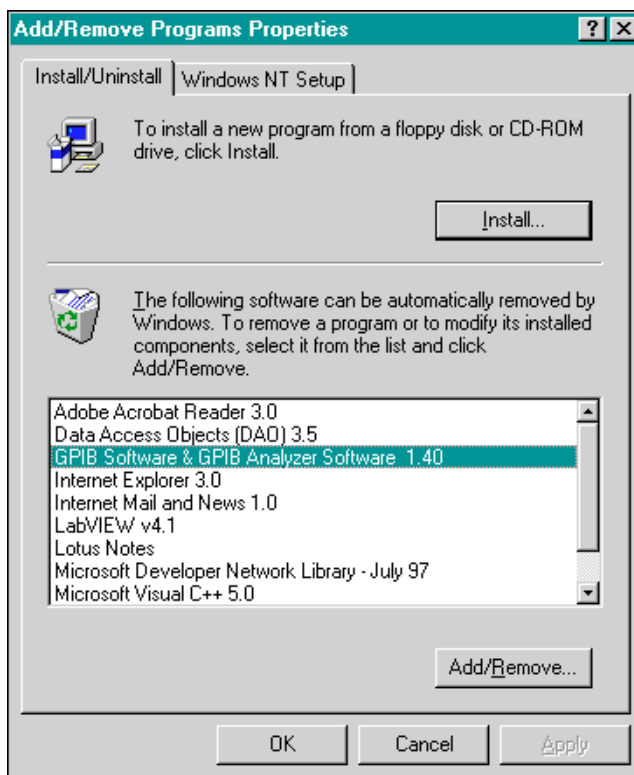 Add/Remove Programs Properties
Install/Uninstall
Windows NT Setup
To install a new program from a floppy disk or CD-ROM
drive, click Install.
Install...
The following software can be automatically removed by
Windows. To remove a program or to modify its installed
components, select it from the list and click
Add/Remove.
Adobe Acrobat Reader 3.0
Data Access Objects (DAO) 3.5
GPIB Software & GPIB Analyzer Software 1.40
Internet Explorer 3.0
Internet Mail and News 1.0
LabVIEW v4.1
Lotus Notes
Microsoft Developer Network Library - July 97
Microsoft Visual C++ 5.0
Add/Remove...
OK
Cancel
Apply